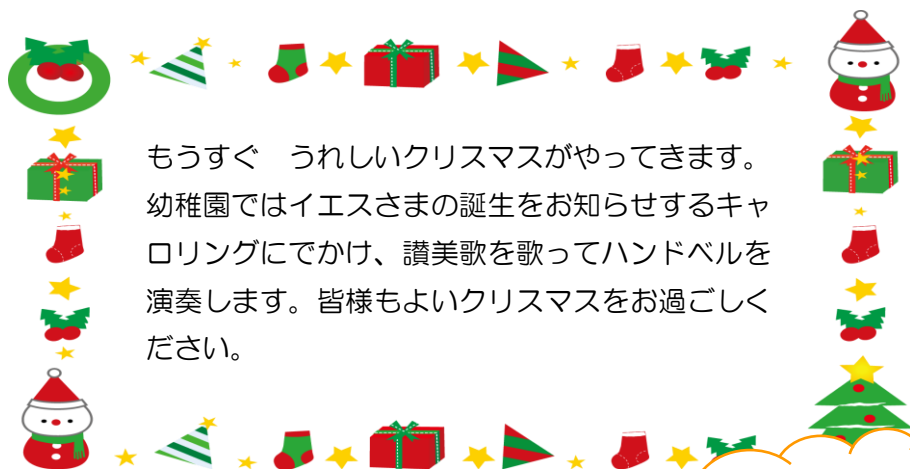 もうすぐ　うれしいクリスマスがやってきます。
幼稚園ではイエスさまの誕生をお知らせするキャ
ロリングにでかけ、讃美歌を歌ってハンドベルを
演奏します。皆様もよいクリスマスをお過ごしく
ださい。